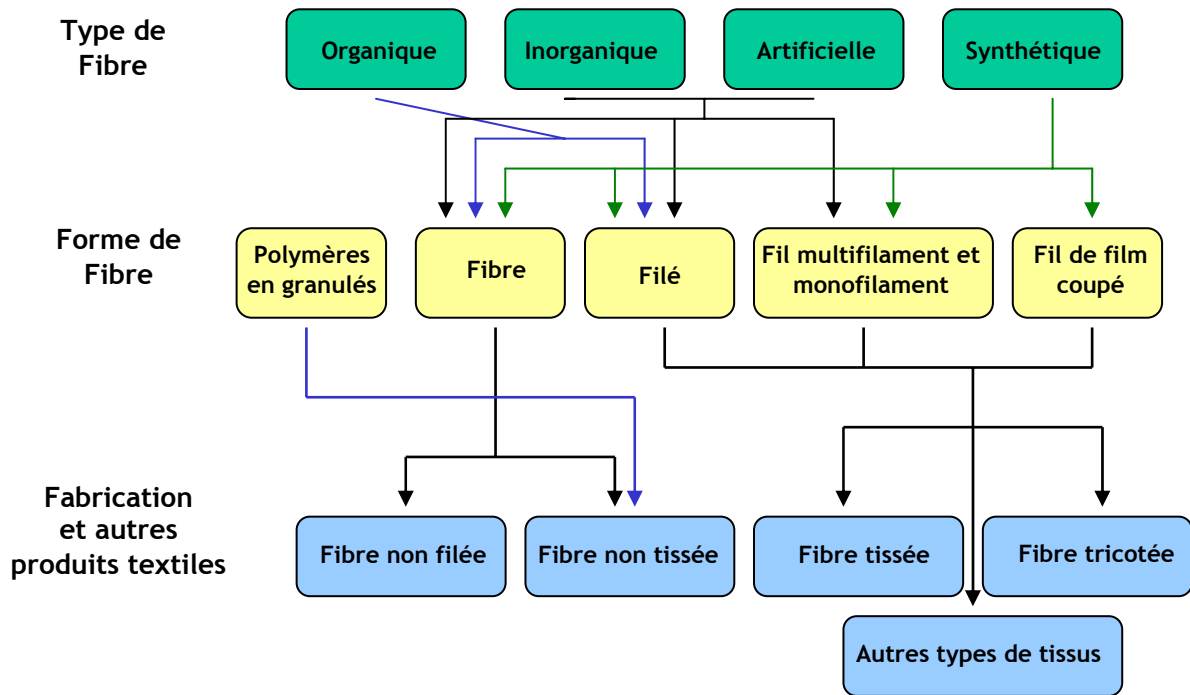 Type de
Fibre
Organique
Inorganique
Artificielle
Synthétique
Forme de
Fibre
Polymères
en granulés
Fibre
Filé
Fil multifilament et
monofilament
Fil de film
coupé
Fabrication
et autres
produits textiles
Fibre non filée
Fibre non tissée
Fibre tissée
Fibre tricotée
Autres types de tissus